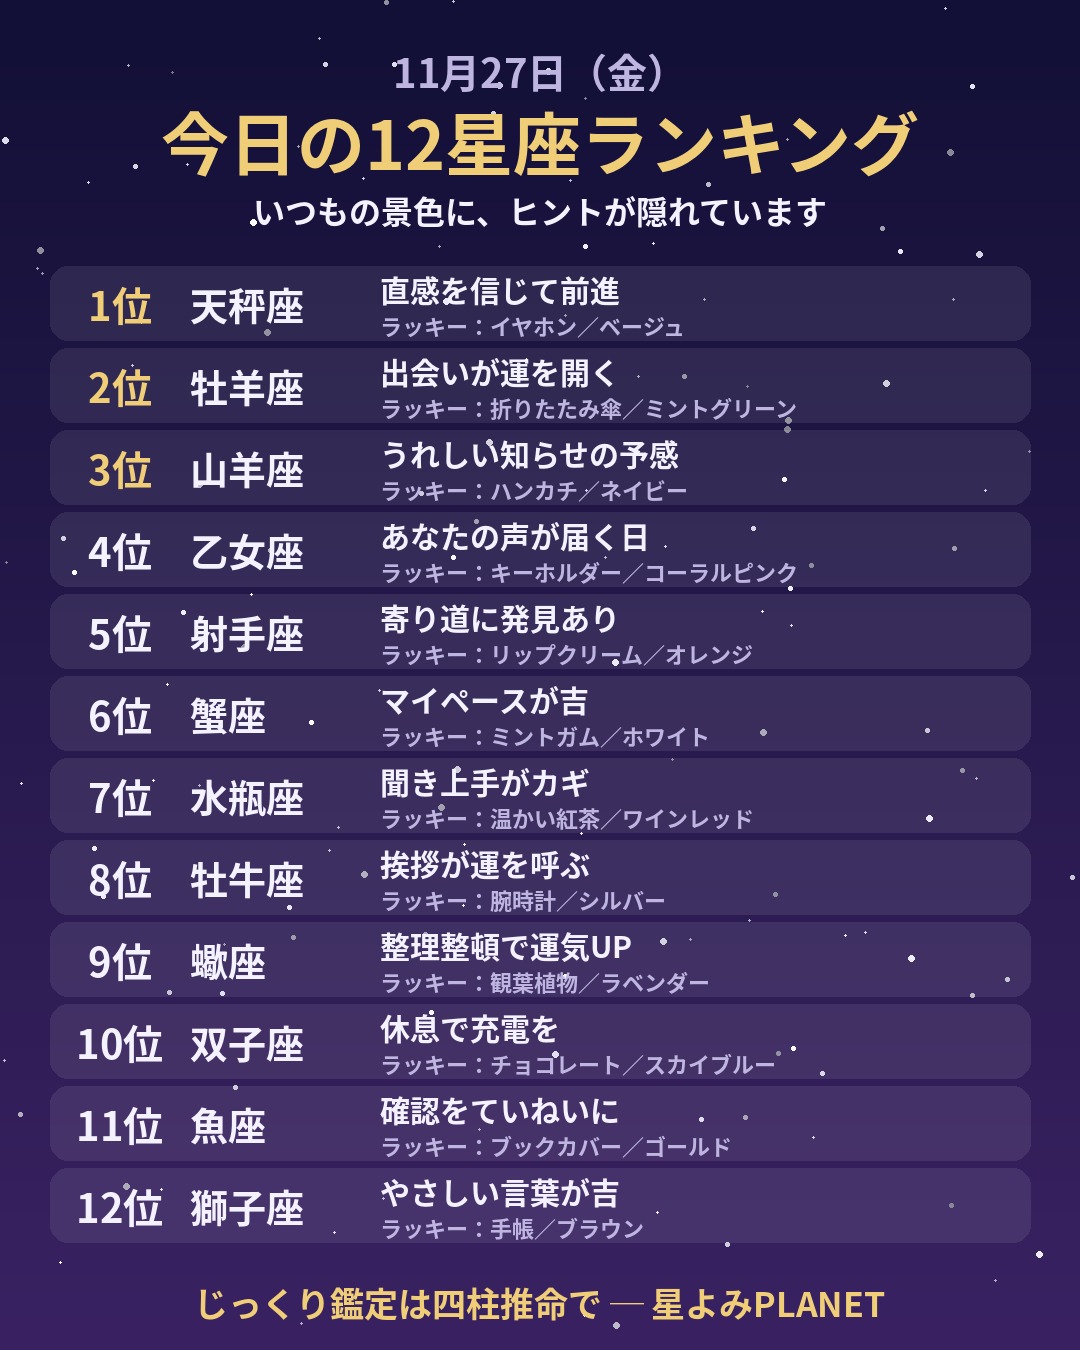 11月27日（金）
今日の12星座ランキング
いつもの景色に、ヒントが隠れています
1位 天秤座 直感を信じて前進
ラッキー：イヤホン／ベージュ
2位 牡羊座 出会いが運を開く
ラッキー：折りたたみ傘／ミントグリーン
3位 山羊座 うれしい知らせの予感
ラッキー：ハンカチ／ネイビー
4位 乙女座 あなたの声が届く日
ラッキー：キーホルダー／コーラルピンク
5位 射手座 寄り道に発見あり
ラッキー：リップクリーム／オレンジ
6位 蟹座 マイペースが吉
ラッキー：ミントガム／ホワイト
7位 水瓶座 聞き上手がカギ
ラッキー：温かい紅茶／ワインレッド
8位 牡牛座 挨拶が運を呼ぶ
ラッキー：腕時計／シルバー
9位 蠍座 整理整頓で運気UP
ラッキー：観葉植物／ラベンダー
10位 双子座 休息で充電を
ラッキー：チョコレート／スカイブルー
11位 魚座 確認をていねいに
ラッキー：ブックカバー／ゴールド
12位 獅子座 やさしい言葉が吉
ラッキー：手帳／ブラウン
じっくり鑑定は四柱推命で ― 星よみPLANET